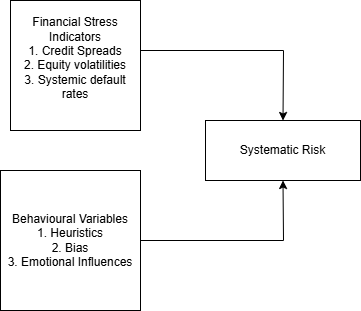 Financial Stress
Indicators
1. Credit Spreads
2. Equity volatilities
3. Systemic default
rates
Systematic Risk
Behavioural Variables
1. Heuristics
2. Bias
3. Emotional Influences